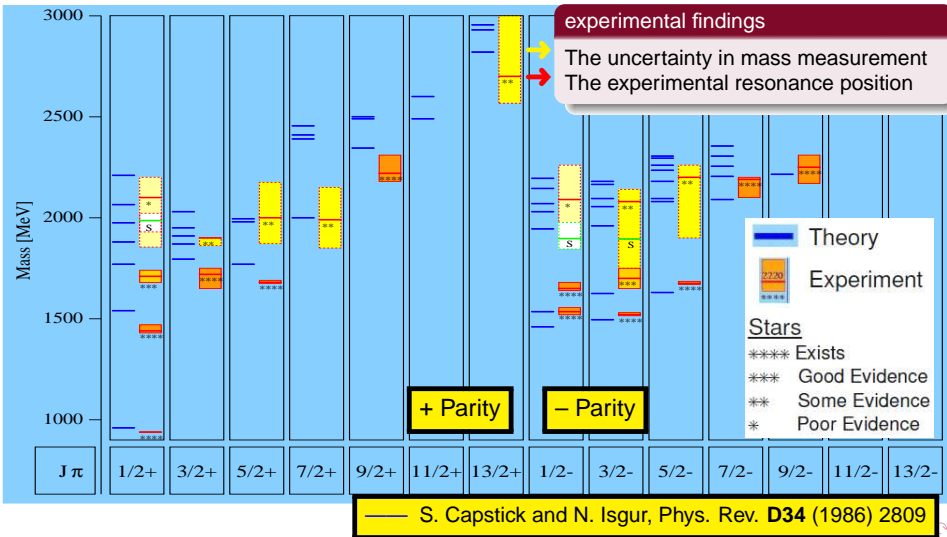 3000
2500
2000
1500
1000
Mass [MeV]
experimental findings
The uncertainty in mass measurement
The experimental resonance position
*
S
***
****
****
**
****
**
****
**
****
**
*
S
****
****
**
S
***
****
**
****
****
****
Theory
2220
****
Experiment
Stars
**** Exists
*** Good Evidence
** Some Evidence
* Poor Evidence
+ Parity
– Parity
J π 1/2+ 3/2+ 5/2+ 7/2+ 9/2+ 11/2+ 13/2+ 1/2- 3/2- 5/2- 7/2- 9/2- 11/2- 13/2-
—— S. Capstick and N. Isgur, Phys. Rev. D34 (1986) 2809